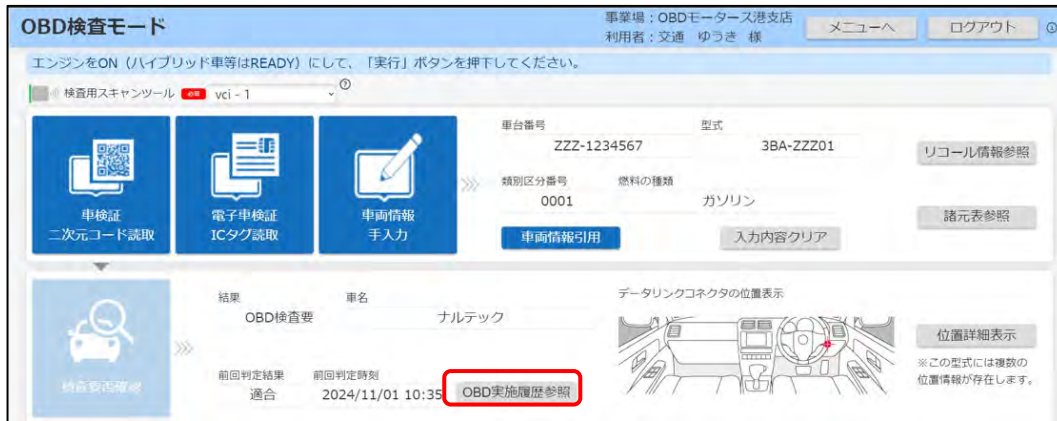 OBD検査モード
事業場：OBDモータース港支店
利用者：交通　ゆうき　様
メニューへ
ログアウト
エンジンをON（ハイブリッド車等はREADY）にして、「実行」ボタンを押下してください。
検査用スキャンツール 必須 vci - 1
車検証
二次元コード読取
電子車検証
ICタグ読取
車両情報
手入力
車台番号
ZZZ-1234567
型式
3BA-ZZZ01
類別区分番号
0001
燃料の種類
ガソリン
車両情報引用
入力内容クリア
リコール情報参照
諸元表参照
検査要否確認
結果
OBD検査要
車名
ナルテック
前回判定結果
適合
前回判定時刻
2024/11/01 10:35
OBD実施履歴参照
データリンクコネクタの位置表示
位置詳細表示
※この型式には複数の
位置情報が存在します。